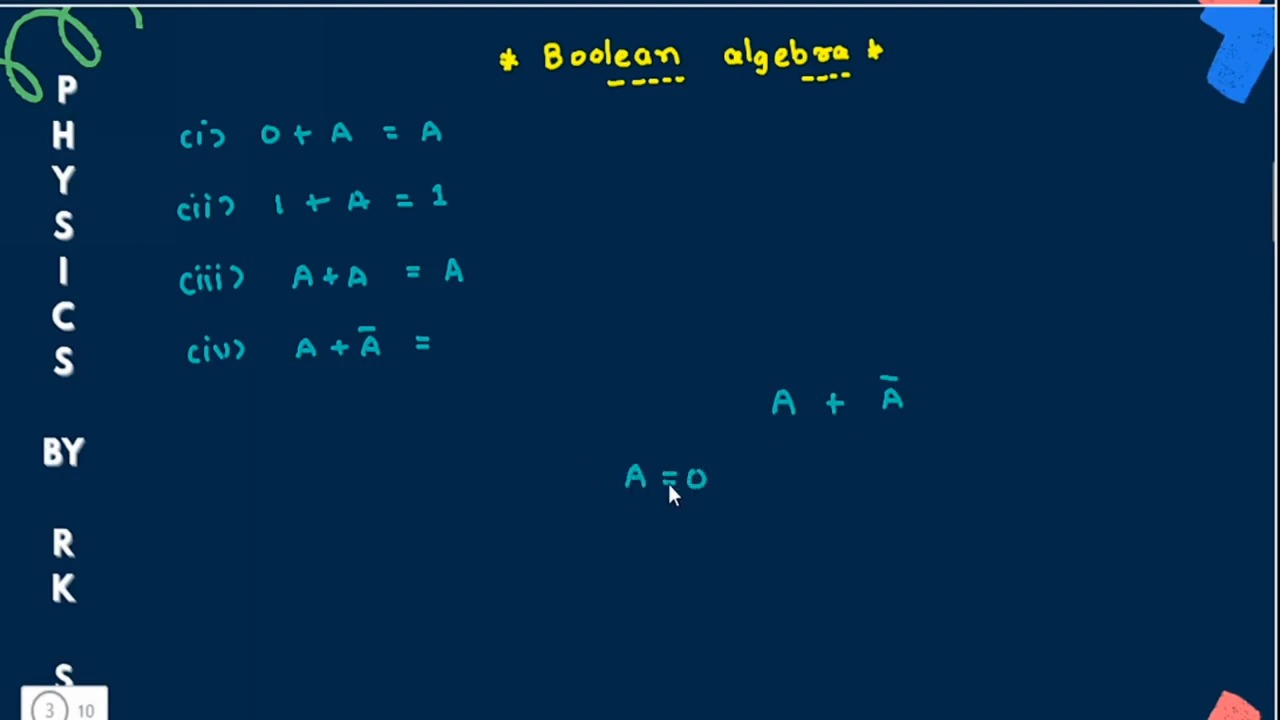 * Boolean algebra *
(i) 0 + A = A
(ii) 1 + A = 1
(iii) A + A = A
(iv) A + Ā =
A + Ā
A = 0
PHYSICS
BY
RK
S
3 10